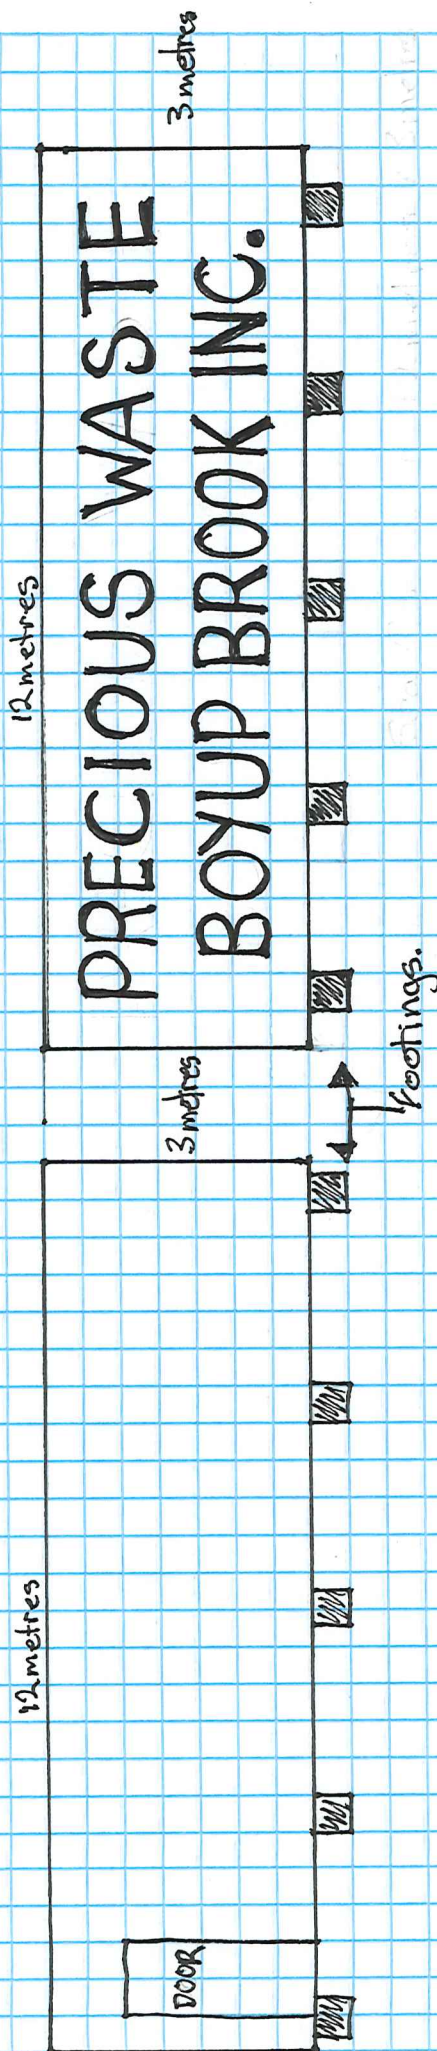 12 metres
12 metres
3 metres
3 metres
PRECIOUS WASTE
BOYUP BROOK INC.
DOOR
footings.